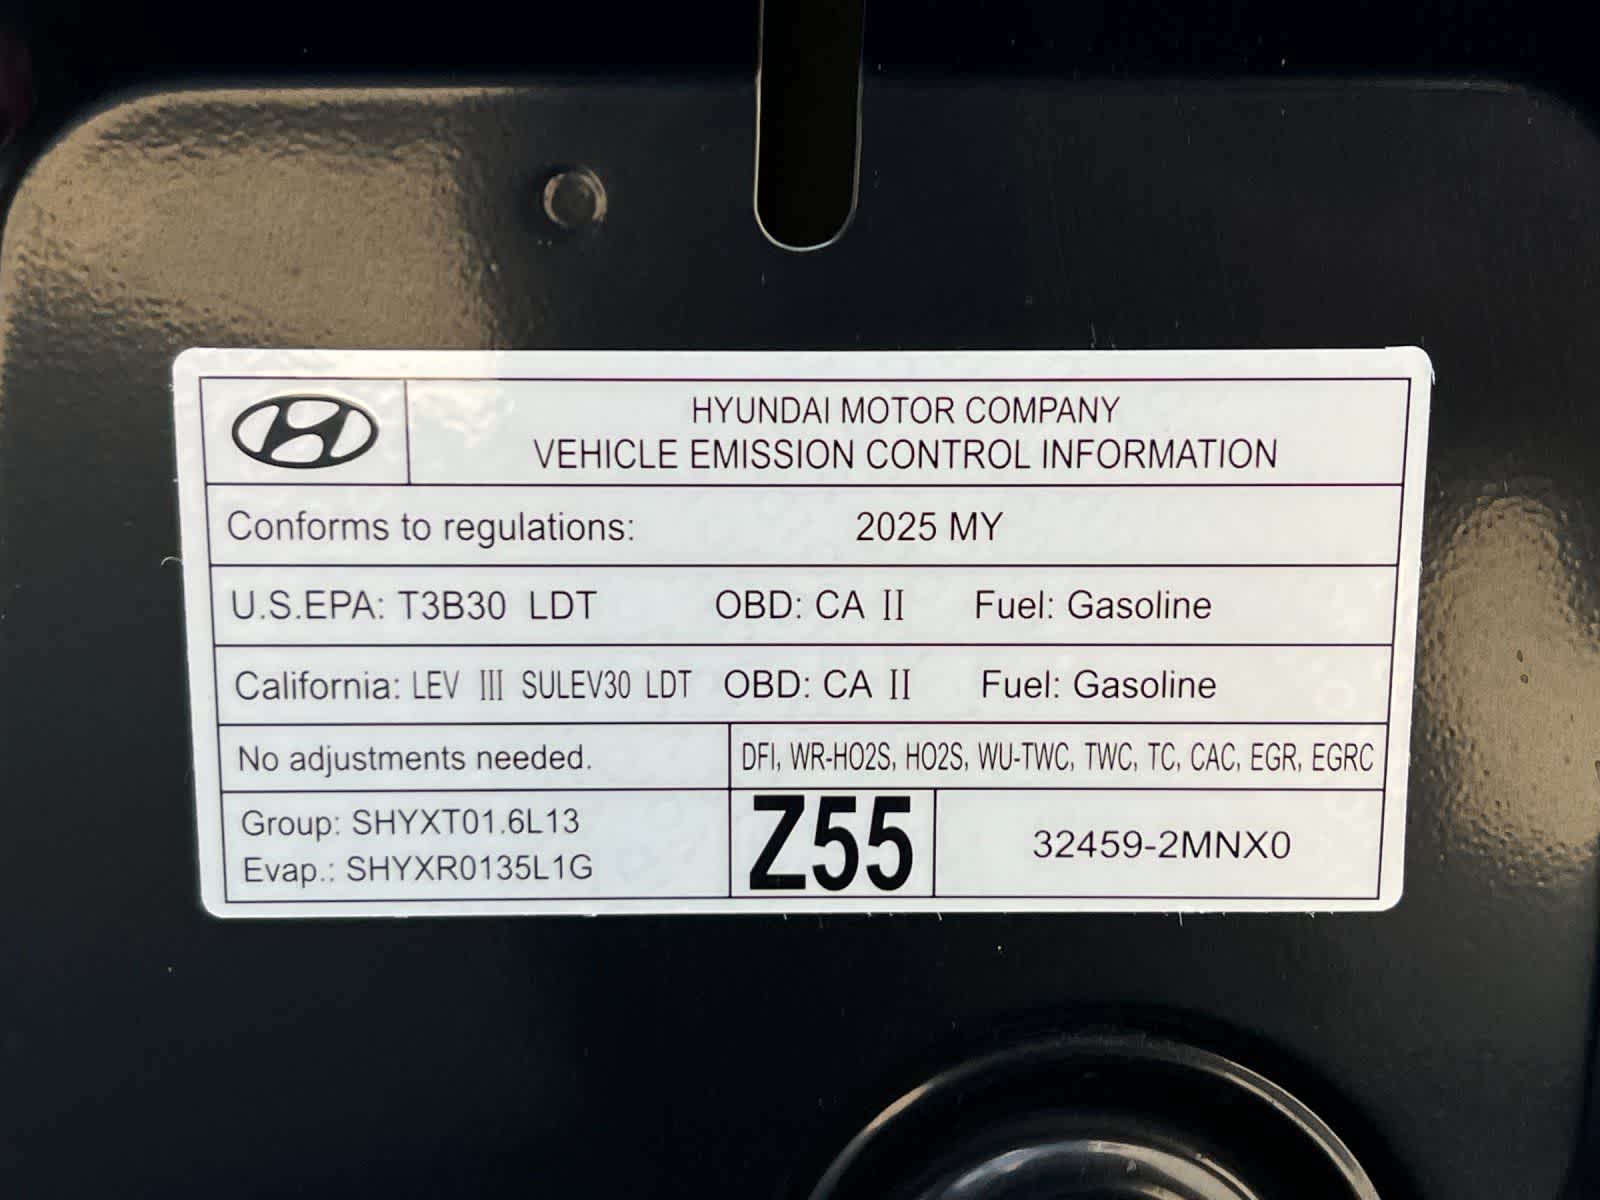 HYUNDAI MOTOR COMPANY
VEHICLE EMISSION CONTROL INFORMATION
Conforms to regulations: 2025 MY
U.S.EPA: T3B30 LDT OBD: CA II Fuel: Gasoline
California: LEV III SULEV30 LDT OBD: CA II Fuel: Gasoline
No adjustments needed. DFI, WR-HO2S, HO2S, WU-TWC, TWC, TC, CAC, EGR, EGRC
Group: SHYXT01.6L13
Evap.: SHYXR0135L1G
Z55
32459-2MNX0